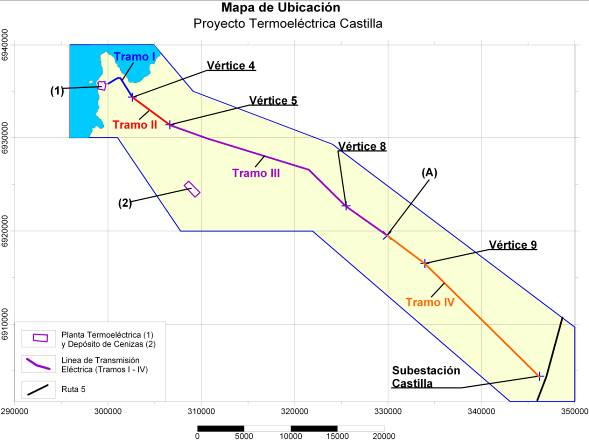 Mapa de Ubicación
Proyecto Termoeléctrica Castilla
6940000
6930000
6920000
6910000
Tramo I
(1)
Vértice 4
Vértice 5
Tramo II
Vértice 8
Tramo III
(A)
(2)
Vértice 9
Tramo IV
Subestación
Castilla
Planta Termoeléctrica (1)
y Depósito de Cenizas (2)
Linea de Transmisión
Eléctrica (Tramos I - IV)
Ruta 5
290000 300000 310000 320000 330000 340000 350000
0 5000 10000 15000 20000